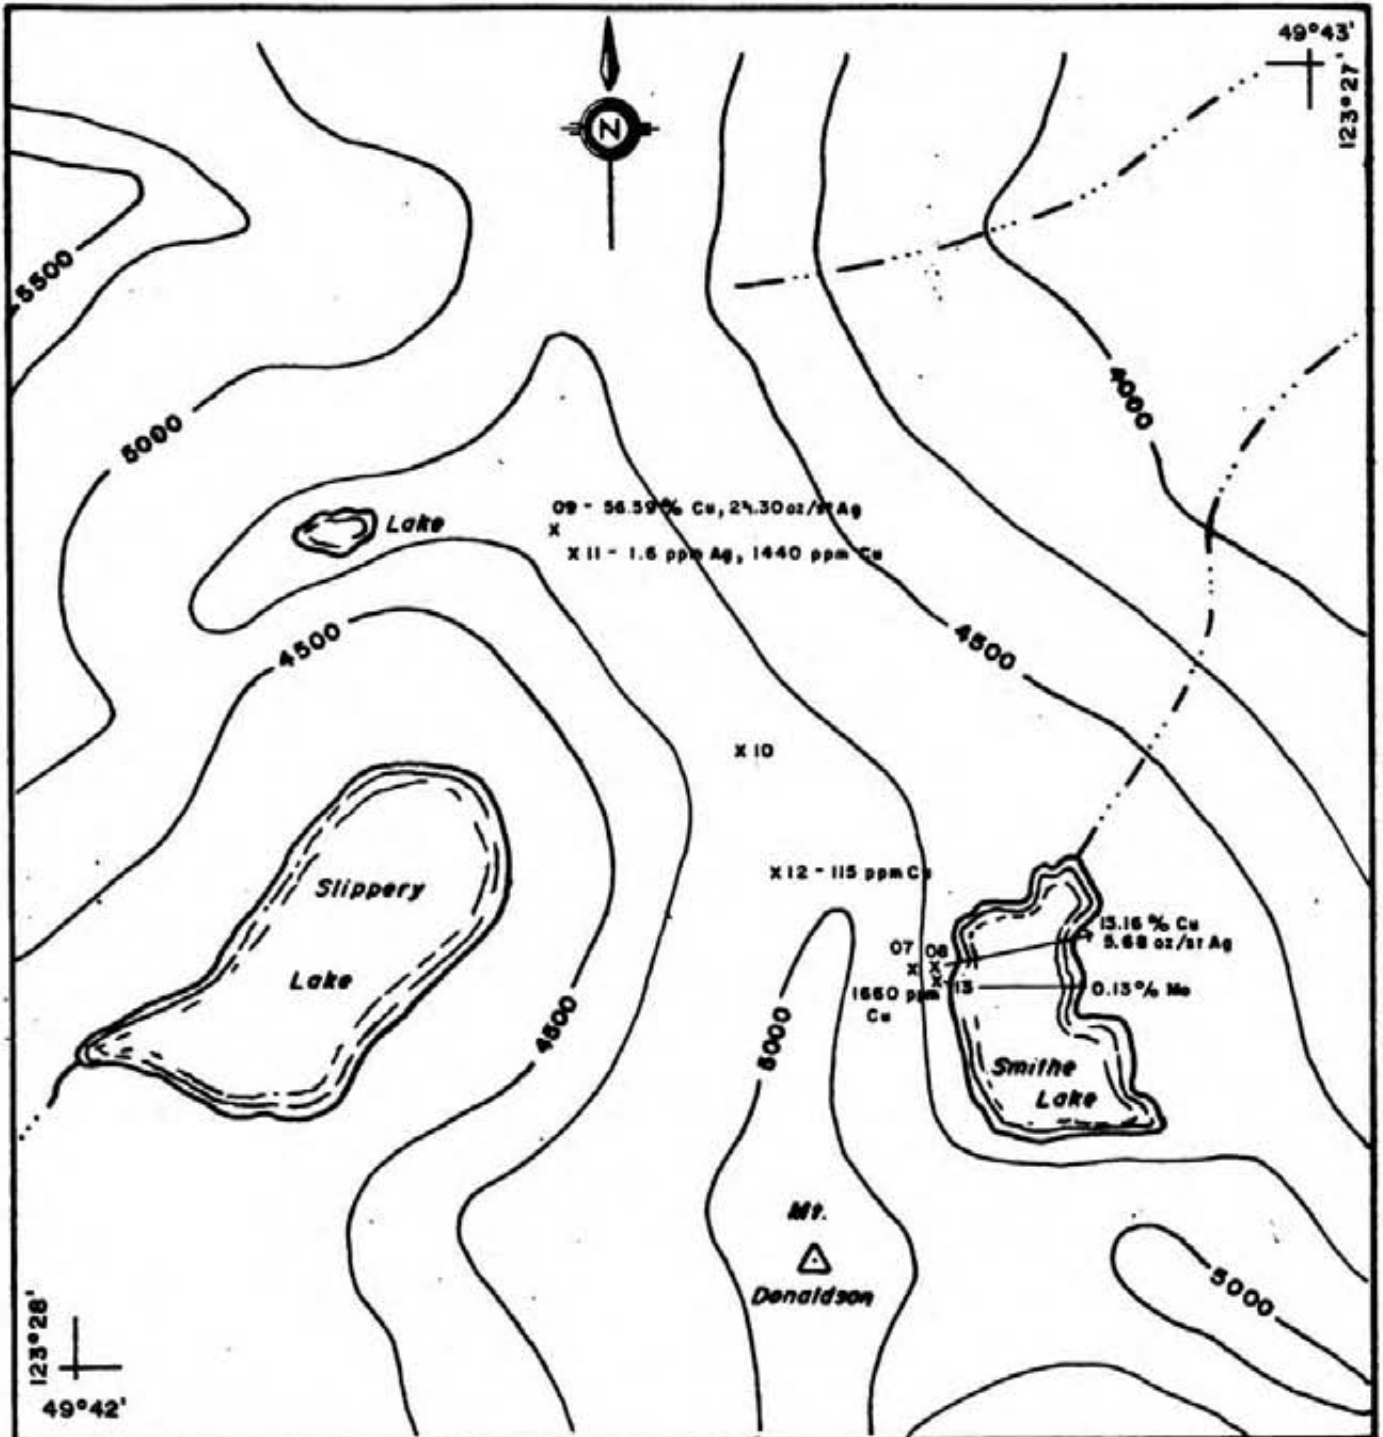 49°43'
123°27'
N
5500
5000
4000
09 - 56.59% Cu, 24.30 oz/st Ag
Lake
X 11 - 1.6 ppm Ag, 1440 ppm Cu
X
4500
4500
X 10
X 12 - 115 ppm Cu
Slippery
Lake
13.16 % Cu
5.68 oz/st Ag
07 08
X X
X 13
1660 ppm
Cu
0.13% Mo
4500
5000
Smithe
Lake
Mt.
Donaldson
5000
123°28'
49°42'